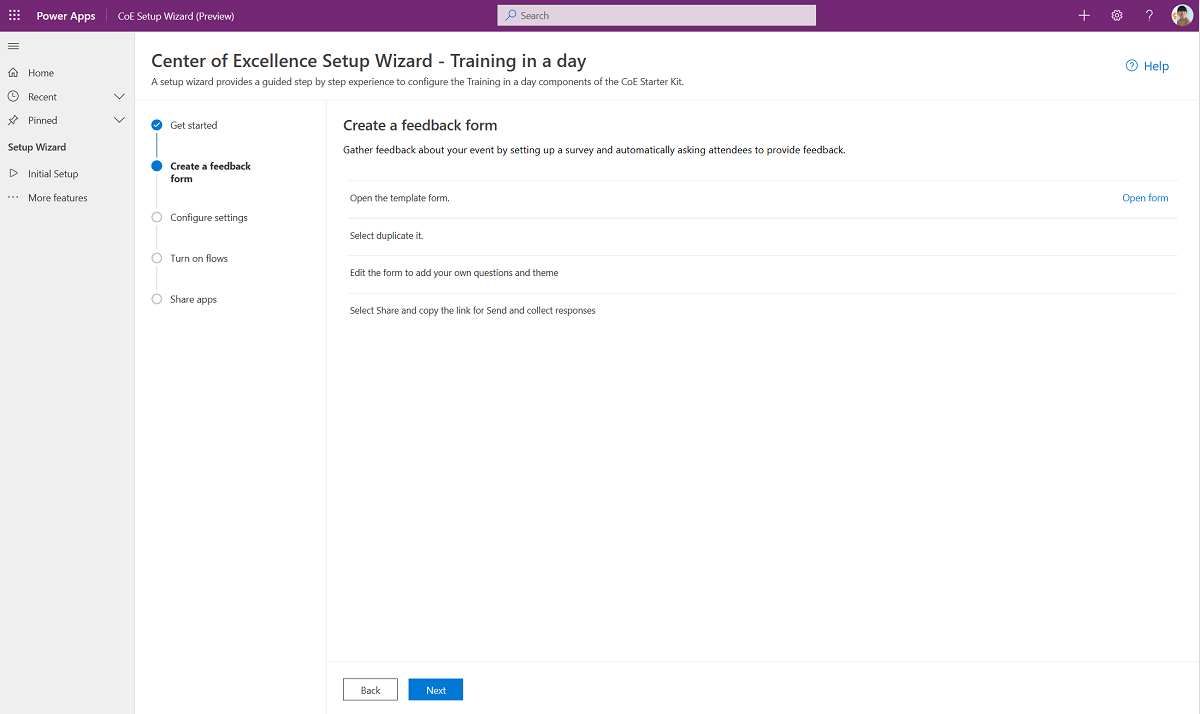 Power Apps
CoE Setup Wizard (Preview)
Search
?
Home
Recent
Pinned
Setup Wizard
Initial Setup
More features
Center of Excellence Setup Wizard - Training in a day
A setup wizard provides a guided step by step experience to configure the Training in a day components of the CoE Starter Kit.
? Help
Get started
Create a feedback
form
Configure settings
Turn on flows
Share apps
Create a feedback form
Gather feedback about your event by setting up a survey and automatically asking attendees to provide feedback.
Open the template form.
Open form
Select duplicate it.
Edit the form to add your own questions and theme
Select Share and copy the link for Send and collect responses
Back
Next